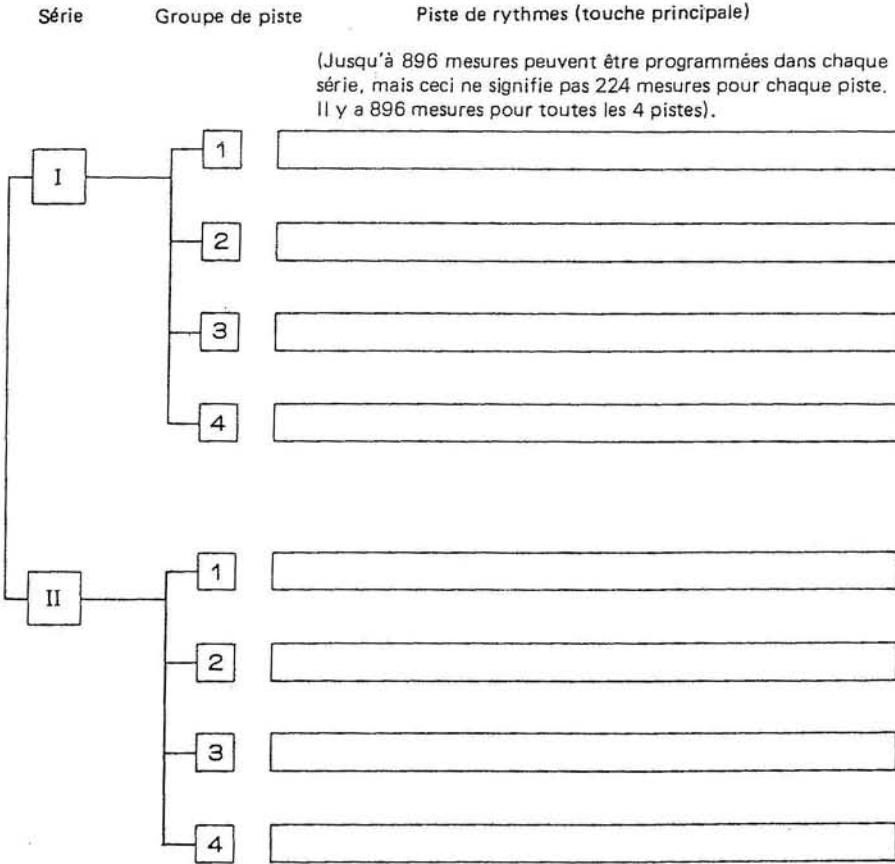 Série Groupe de piste Piste de rythmes (touche principale)
(Jusqu'à 896 mesures peuvent être programmées dans chaque
série, mais ceci ne signifie pas 224 mesures pour chaque piste.
Il y a 896 mesures pour toutes les 4 pistes).
I
1
2
3
4
II
1
2
3
4